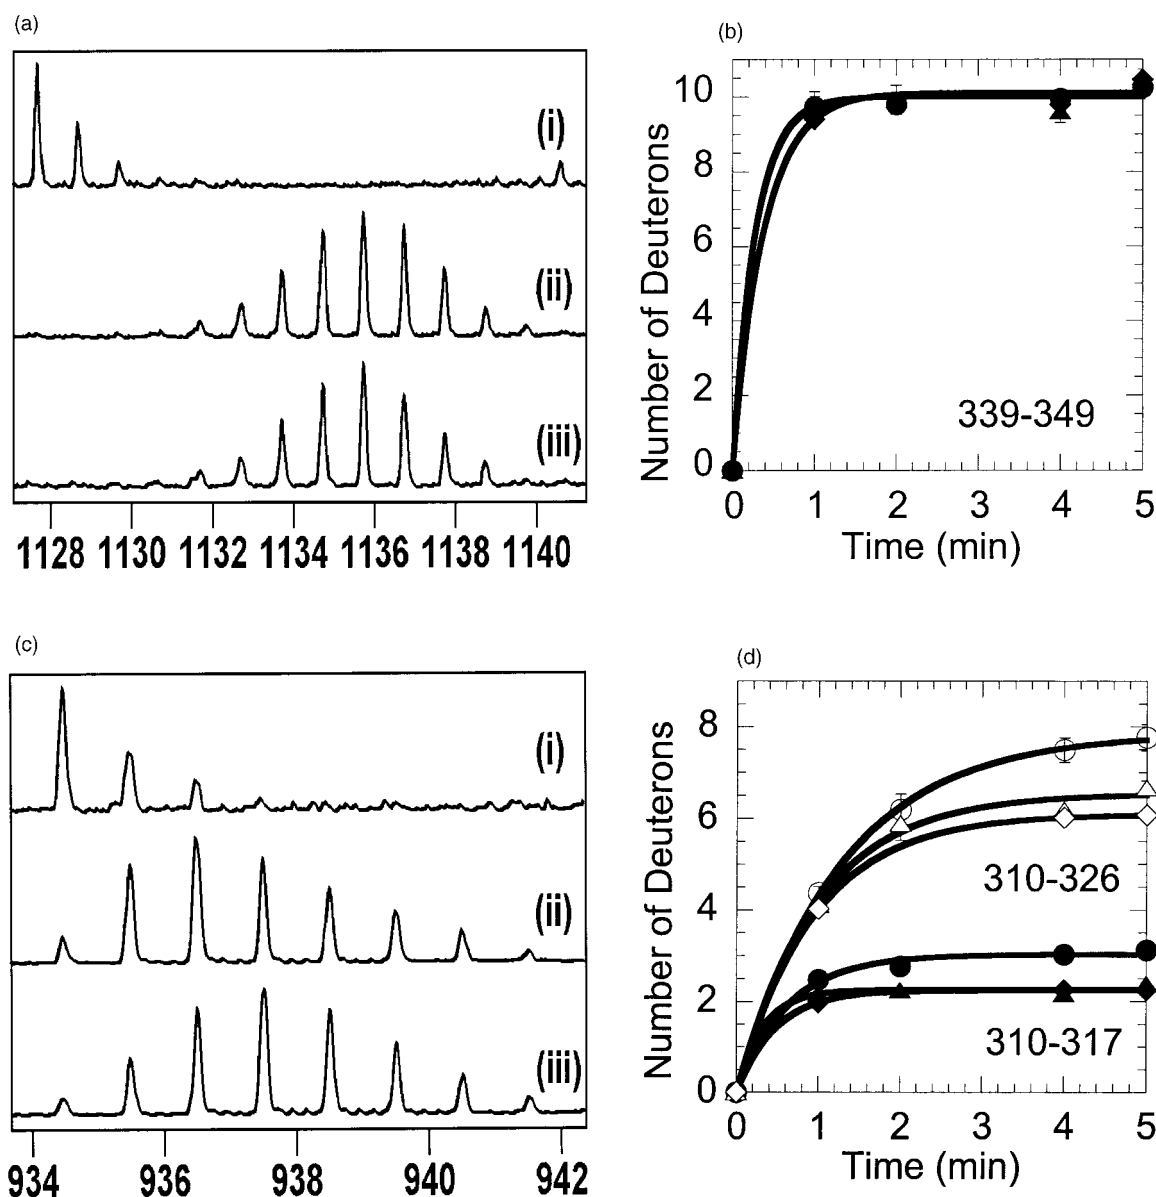 (a)
(i)
(ii)
(iii)
1128 1130 1132 1134 1136 1138 1140
(b)
10
8
6
4
2
0
Number of Deuterons
339-349
0 1 2 3 4 5
Time (min)
(c)
(i)
(ii)
(iii)
934 936 938 940 942
(d)
8
6
4
2
0
Number of Deuterons
310-326
310-317
0 1 2 3 4 5
Time (min)